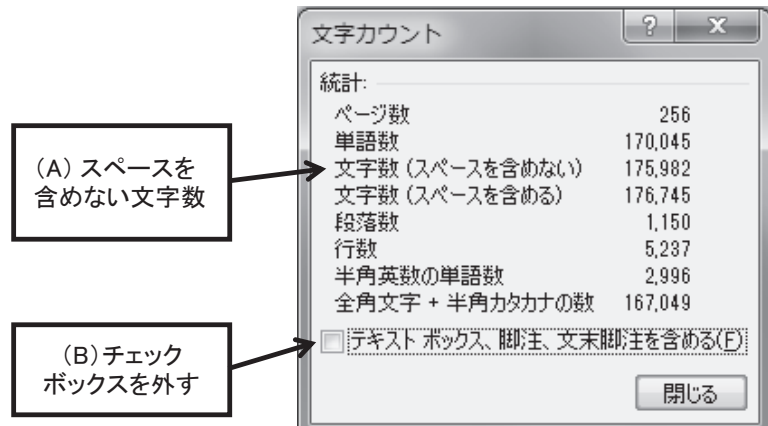 文字カウント
統計:
ページ数 256
単語数 170,045
文字数 (スペースを含めない) 175,982
文字数 (スペースを含める) 176,745
段落数 1,150
行数 5,237
半角英数の単語数 2,996
全角文字 + 半角カタカナの数 167,049
テキスト ボックス、脚注、文末脚注を含める(F)
閉じる
(A) スペースを
含めない文字数
(B)チェック
ボックスを外す